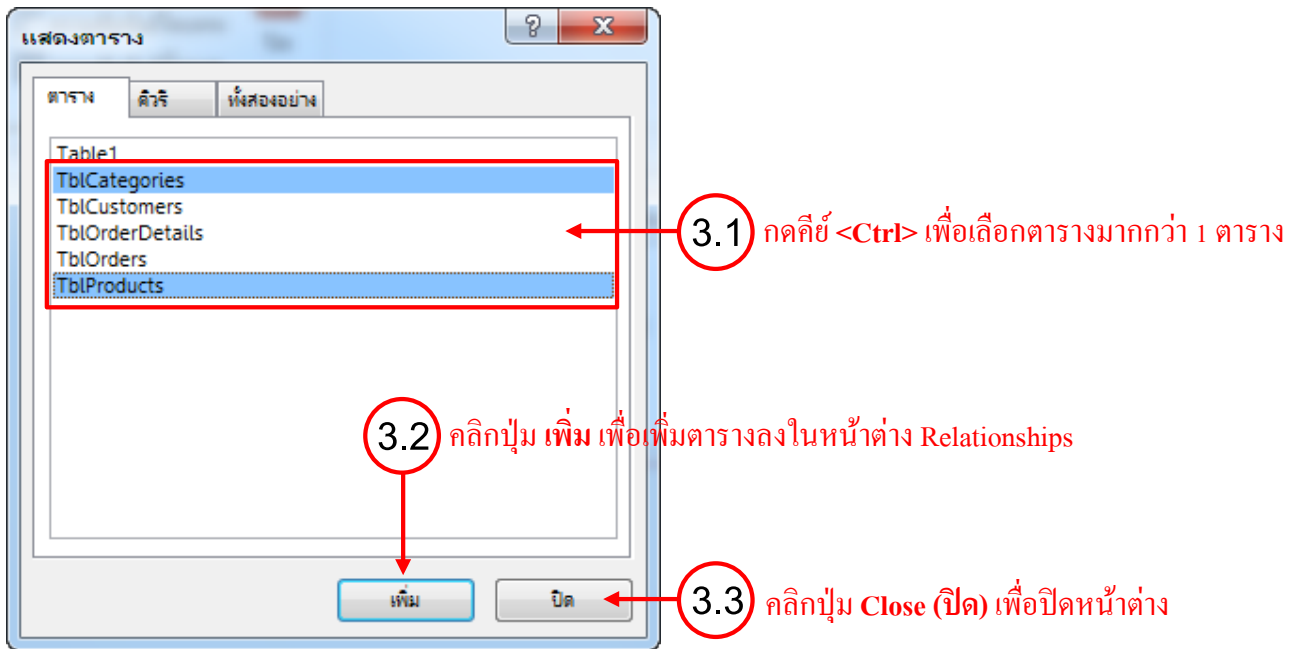 แสดงตาราง
ตาราง คิวรี ทั้งสองอย่าง
Table1
TblCategories
TblCustomers
TblOrderDetails
TblOrders
TblProducts
3.1 กดคีย์ <Ctrl> เพื่อเลือกตารางมากกว่า 1 ตาราง
3.2 คลิกปุ่ม เพิ่ม เพื่อเพิ่มตารางลงในหน้าต่าง Relationships
เพิ่ม ปิด
3.3 คลิกปุ่ม Close (ปิด) เพื่อปิดหน้าต่าง